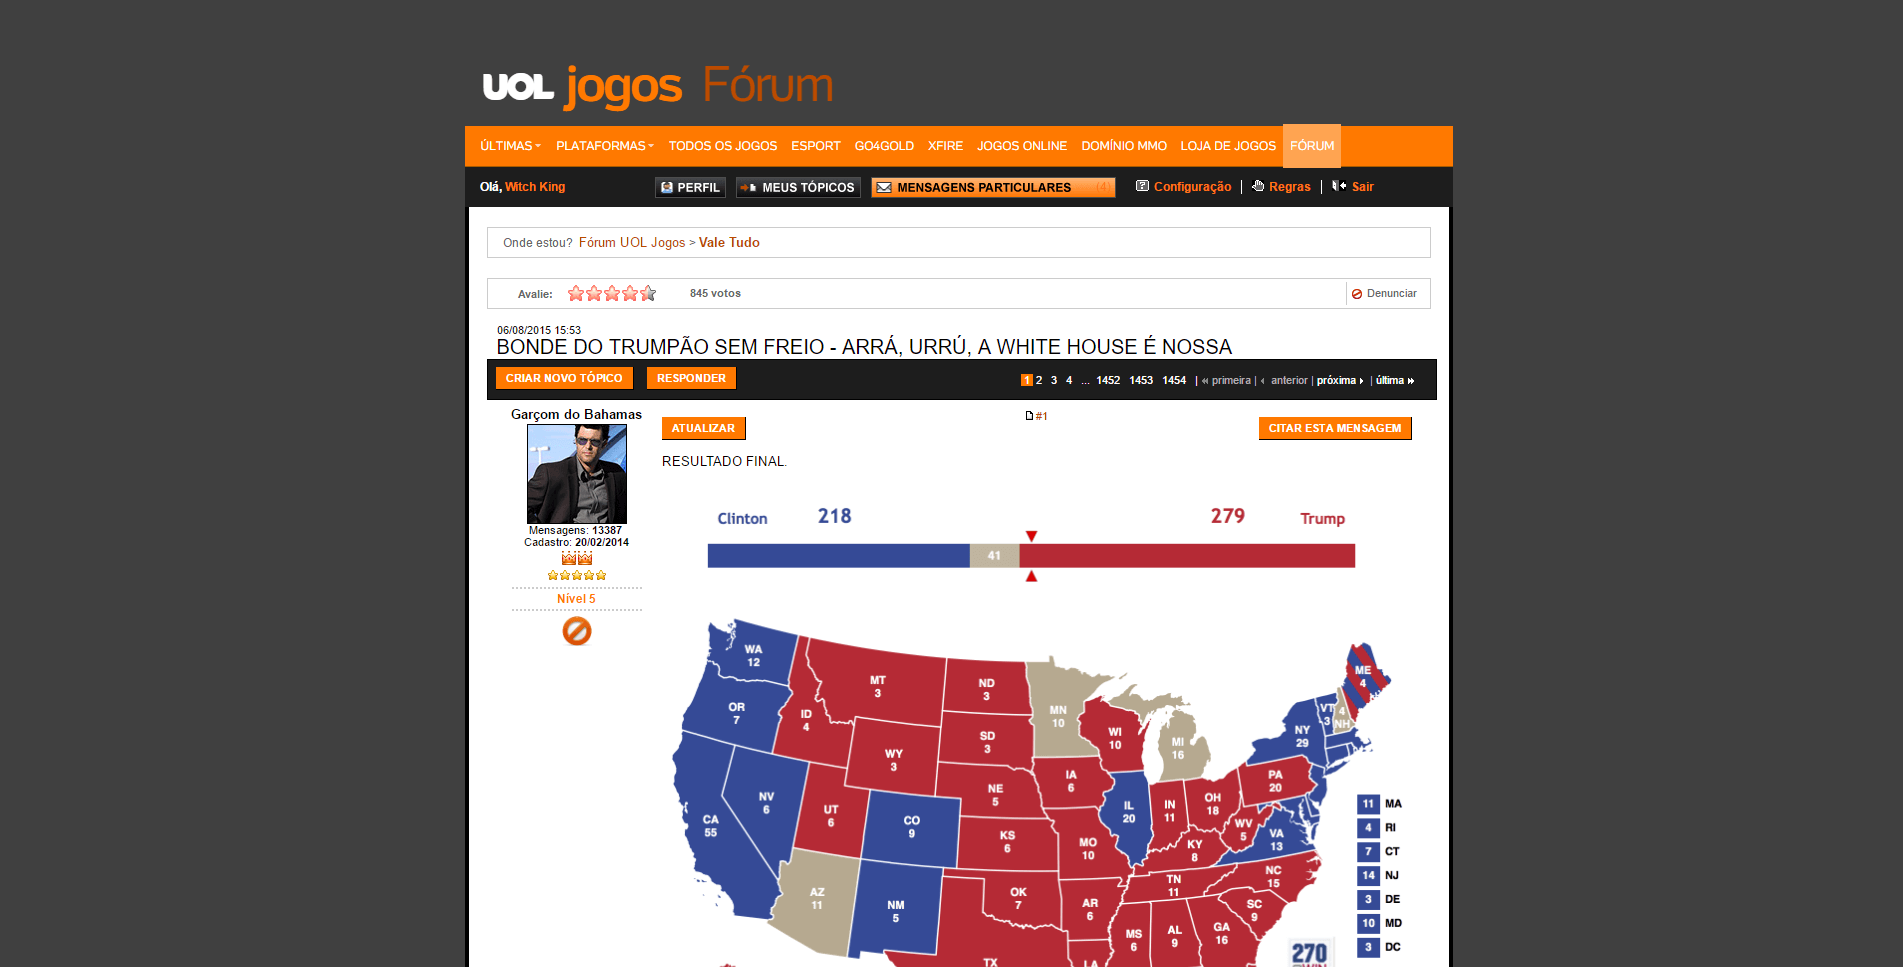 UOL jogos Fórum
ÚLTIMAS PLATAFORMAS TODOS OS JOGOS ESPORT GO4GOLD XFIRE JOGOS ONLINE DOMÍNIO MMO LOJA DE JOGOS FÓRUM
Olá, Witch King PERFIL MEUS TÓPICOS MENSAGENS PARTICULARES (4) Configuração | Regras | Sair
Onde estou? Fórum UOL Jogos > Vale Tudo
Avalie: 845 votos Denunciar
06/08/2015 15:53
BONDE DO TRUMPÃO SEM FREIO - ARRÁ, URRÚ, A WHITE HOUSE É NOSSA
CRIAR NOVO TÓPICO RESPONDER 1 2 3 4 ... 1452 1453 1454 | primeira | anterior | próxima | última
Garçom do Bahamas
#1
ATUALIZAR CITAR ESTA MENSAGEM
RESULTADO FINAL.
Mensagens: 13387
Cadastro: 20/02/2014
Nível 5
Clinton 218 279 Trump
41
WA
12
OR
7
CA
55
NV
6
ID
4
MT
3
WY
3
UT
6
CO
9
AZ
11
NM
5
ND
3
SD
3
NE
5
KS
6
OK
7
TX
MN
10
IA
6
MO
10
AR
6
LA
WI
10
IL
20
MI
16
IN
11
OH
18
KY
8
TN
11
MS
6
AL
9
GA
16
SC
9
NC
15
VA
13
WV
5
PA
20
NY
29
VT
3
4
NH
ME
4
11 MA
4 RI
7 CT
14 NJ
3 DE
10 MD
3 DC
270